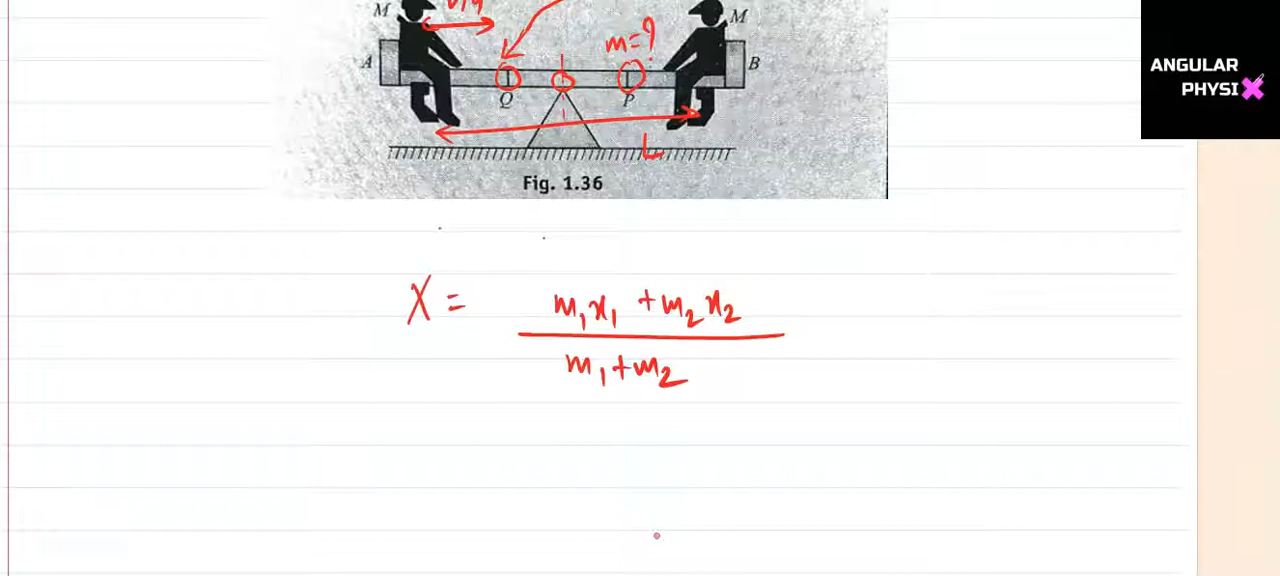 M
M
m=?
A
B
Q
P
L
Fig. 1.36
ANGULAR
PHYSI
X = m₁x₁ + m₂x₂
m₁+m₂